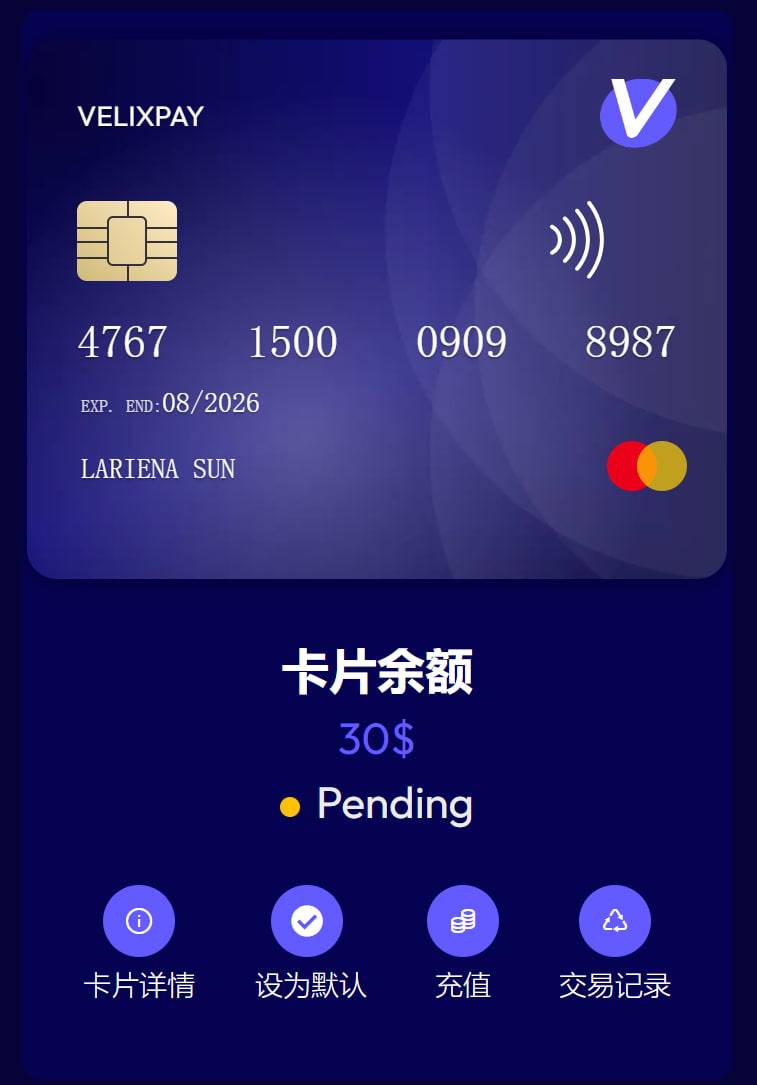 VELIXPAY
V
4767 1500 0909 8987
EXP. END:08/2026
LARIENA SUN
卡片余额
30$
Pending
卡片详情 设为默认 充值 交易记录